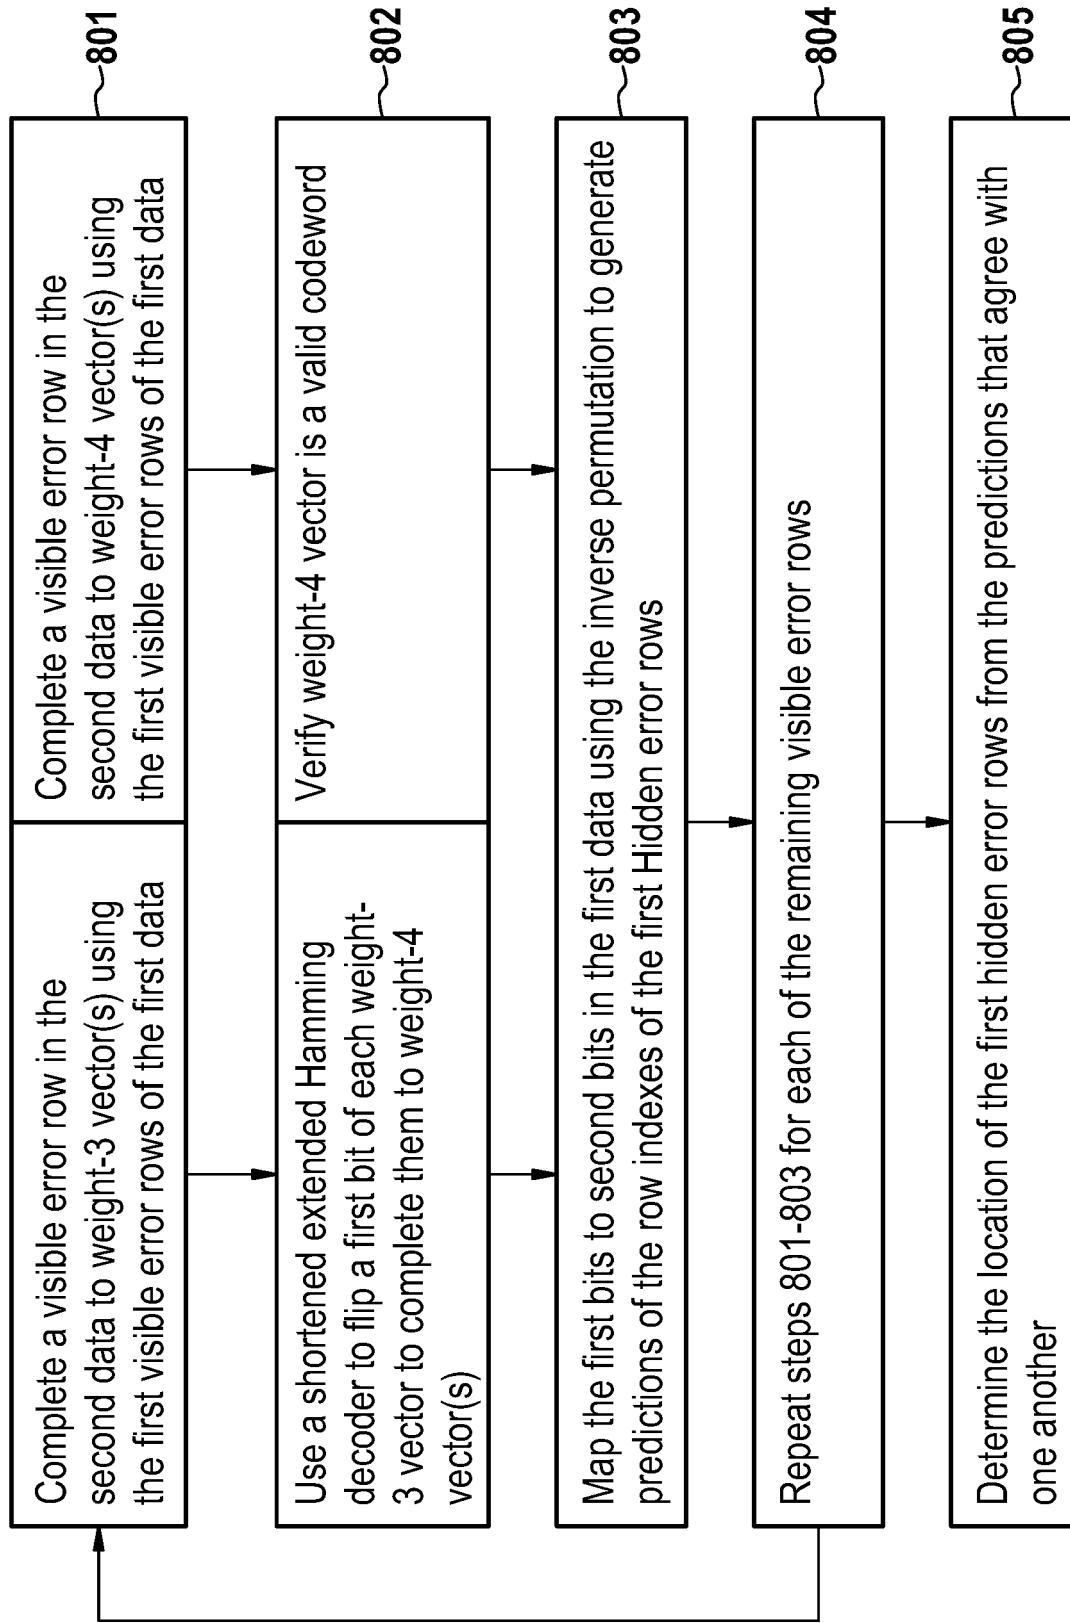 Complete a visible error row in the
second data to weight-3 vector(s) using
the first visible error rows of the first data
Complete a visible error row in the
second data to weight-4 vector(s) using
the first visible error rows of the first data
801
Use a shortened extended Hamming
decoder to flip a first bit of each weight-
3 vector to complete them to weight-4
vector(s)
Verify weight-4 vector is a valid codeword
802
Map the first bits to second bits in the first data using the inverse permutation to generate
predictions of the row indexes of the first Hidden error rows
803
Repeat steps 801-803 for each of the remaining visible error rows
804
Determine the location of the first hidden error rows from the predictions that agree with
one another
805